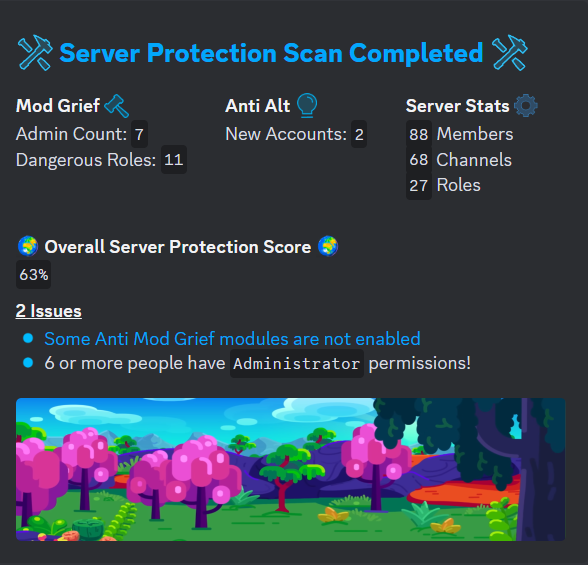 Server Protection Scan Completed
Mod Grief
Admin Count: 7
Dangerous Roles: 11
Anti Alt
New Accounts: 2
Server Stats
88 Members
68 Channels
27 Roles
Overall Server Protection Score
63%
2 Issues
Some Anti Mod Grief modules are not enabled
6 or more people have Administrator permissions!